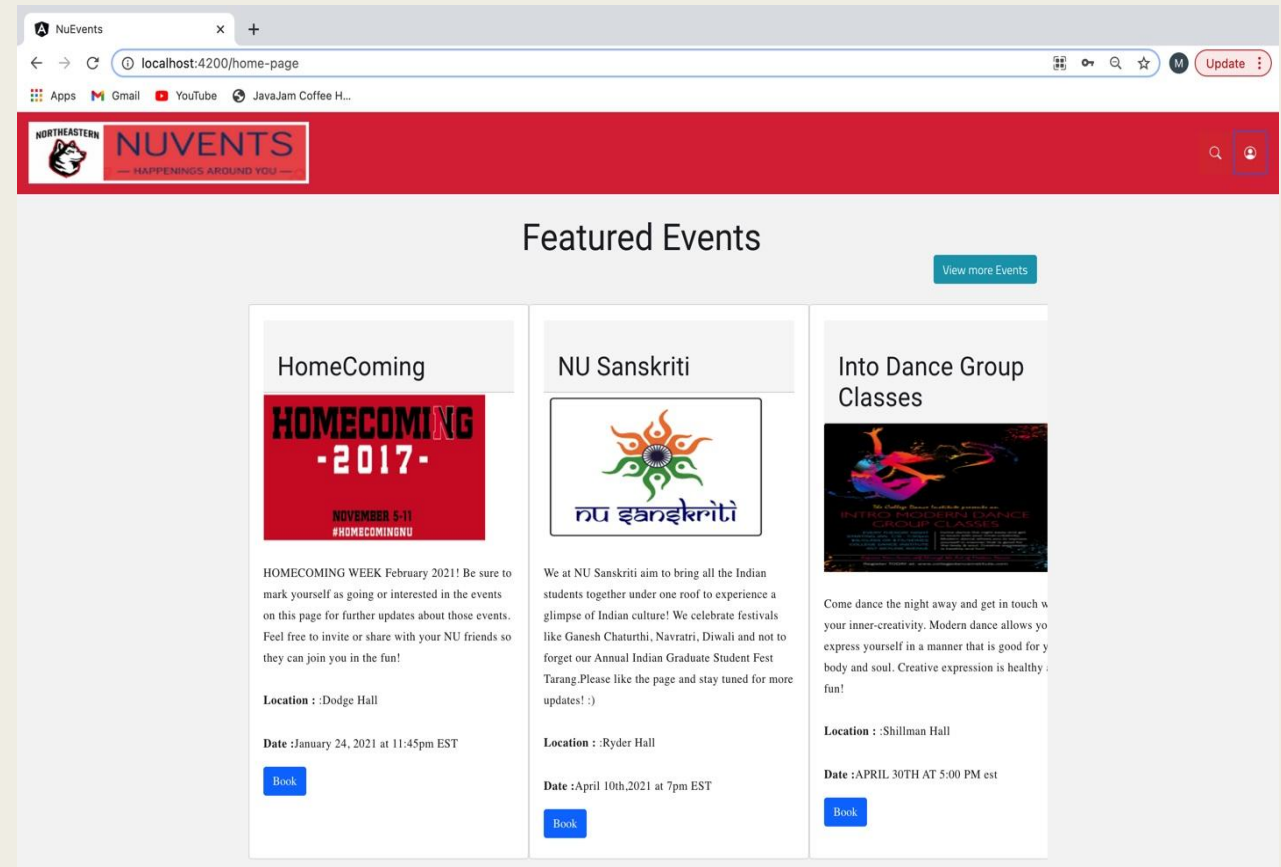 NuEvents
localhost:4200/home-page
M
Update
Apps
Gmail
YouTube
JavaJam Coffee H...
NORTHEASTERN
NUVENTS
— HAPPENINGS AROUND YOU —
Featured Events
View more Events
HomeComing
HOMECOMING
-2017-
NOVEMBER 5-11
#HOMECOMINGNU
HOMECOMING WEEK February 2021! Be sure to
mark yourself as going or interested in the events
on this page for further updates about those events.
Feel free to invite or share with your NU friends so
they can join you in the fun!
Location : :Dodge Hall
Date :January 24, 2021 at 11:45pm EST
Book
NU Sanskriti
nu sanskriti
We at NU Sanskriti aim to bring all the Indian
students together under one roof to experience a
glimpse of Indian culture! We celebrate festivals
like Ganesh Chaturthi, Navratri, Diwali and not to
forget our Annual Indian Graduate Student Fest
Tarang.Please like the page and stay tuned for more
updates! :)
Location : :Ryder Hall
Date :April 10th,2021 at 7pm EST
Book
Into Dance Group
Classes
INTRO MODERN DANCE
GROUP CLASSES
Come dance the night away and get in touch w
your inner-creativity. Modern dance allows yo
express yourself in a manner that is good for y
body and soul. Creative expression is healthy
fun!
Location : :Shillman Hall
Date :APRIL 30TH AT 5:00 PM est
Book